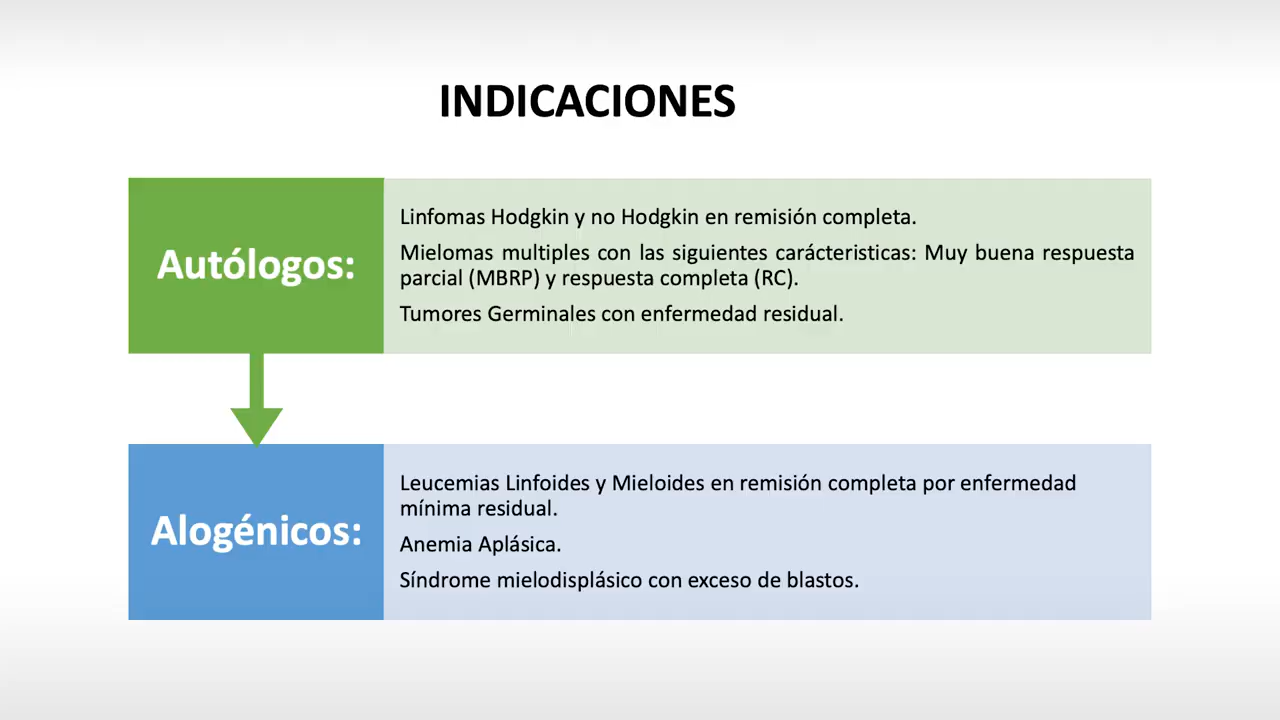 INDICACIONES
Autólogos:
Linfomas Hodgkin y no Hodgkin en remisión completa.
Mielomas multiples con las siguientes carácteristicas: Muy buena respuesta
parcial (MBRP) y respuesta completa (RC).
Tumores Germinales con enfermedad residual.
Alogénicos:
Leucemias Linfoides y Mieloides en remisión completa por enfermedad
mínima residual.
Anemia Aplásica.
Síndrome mielodisplásico con exceso de blastos.